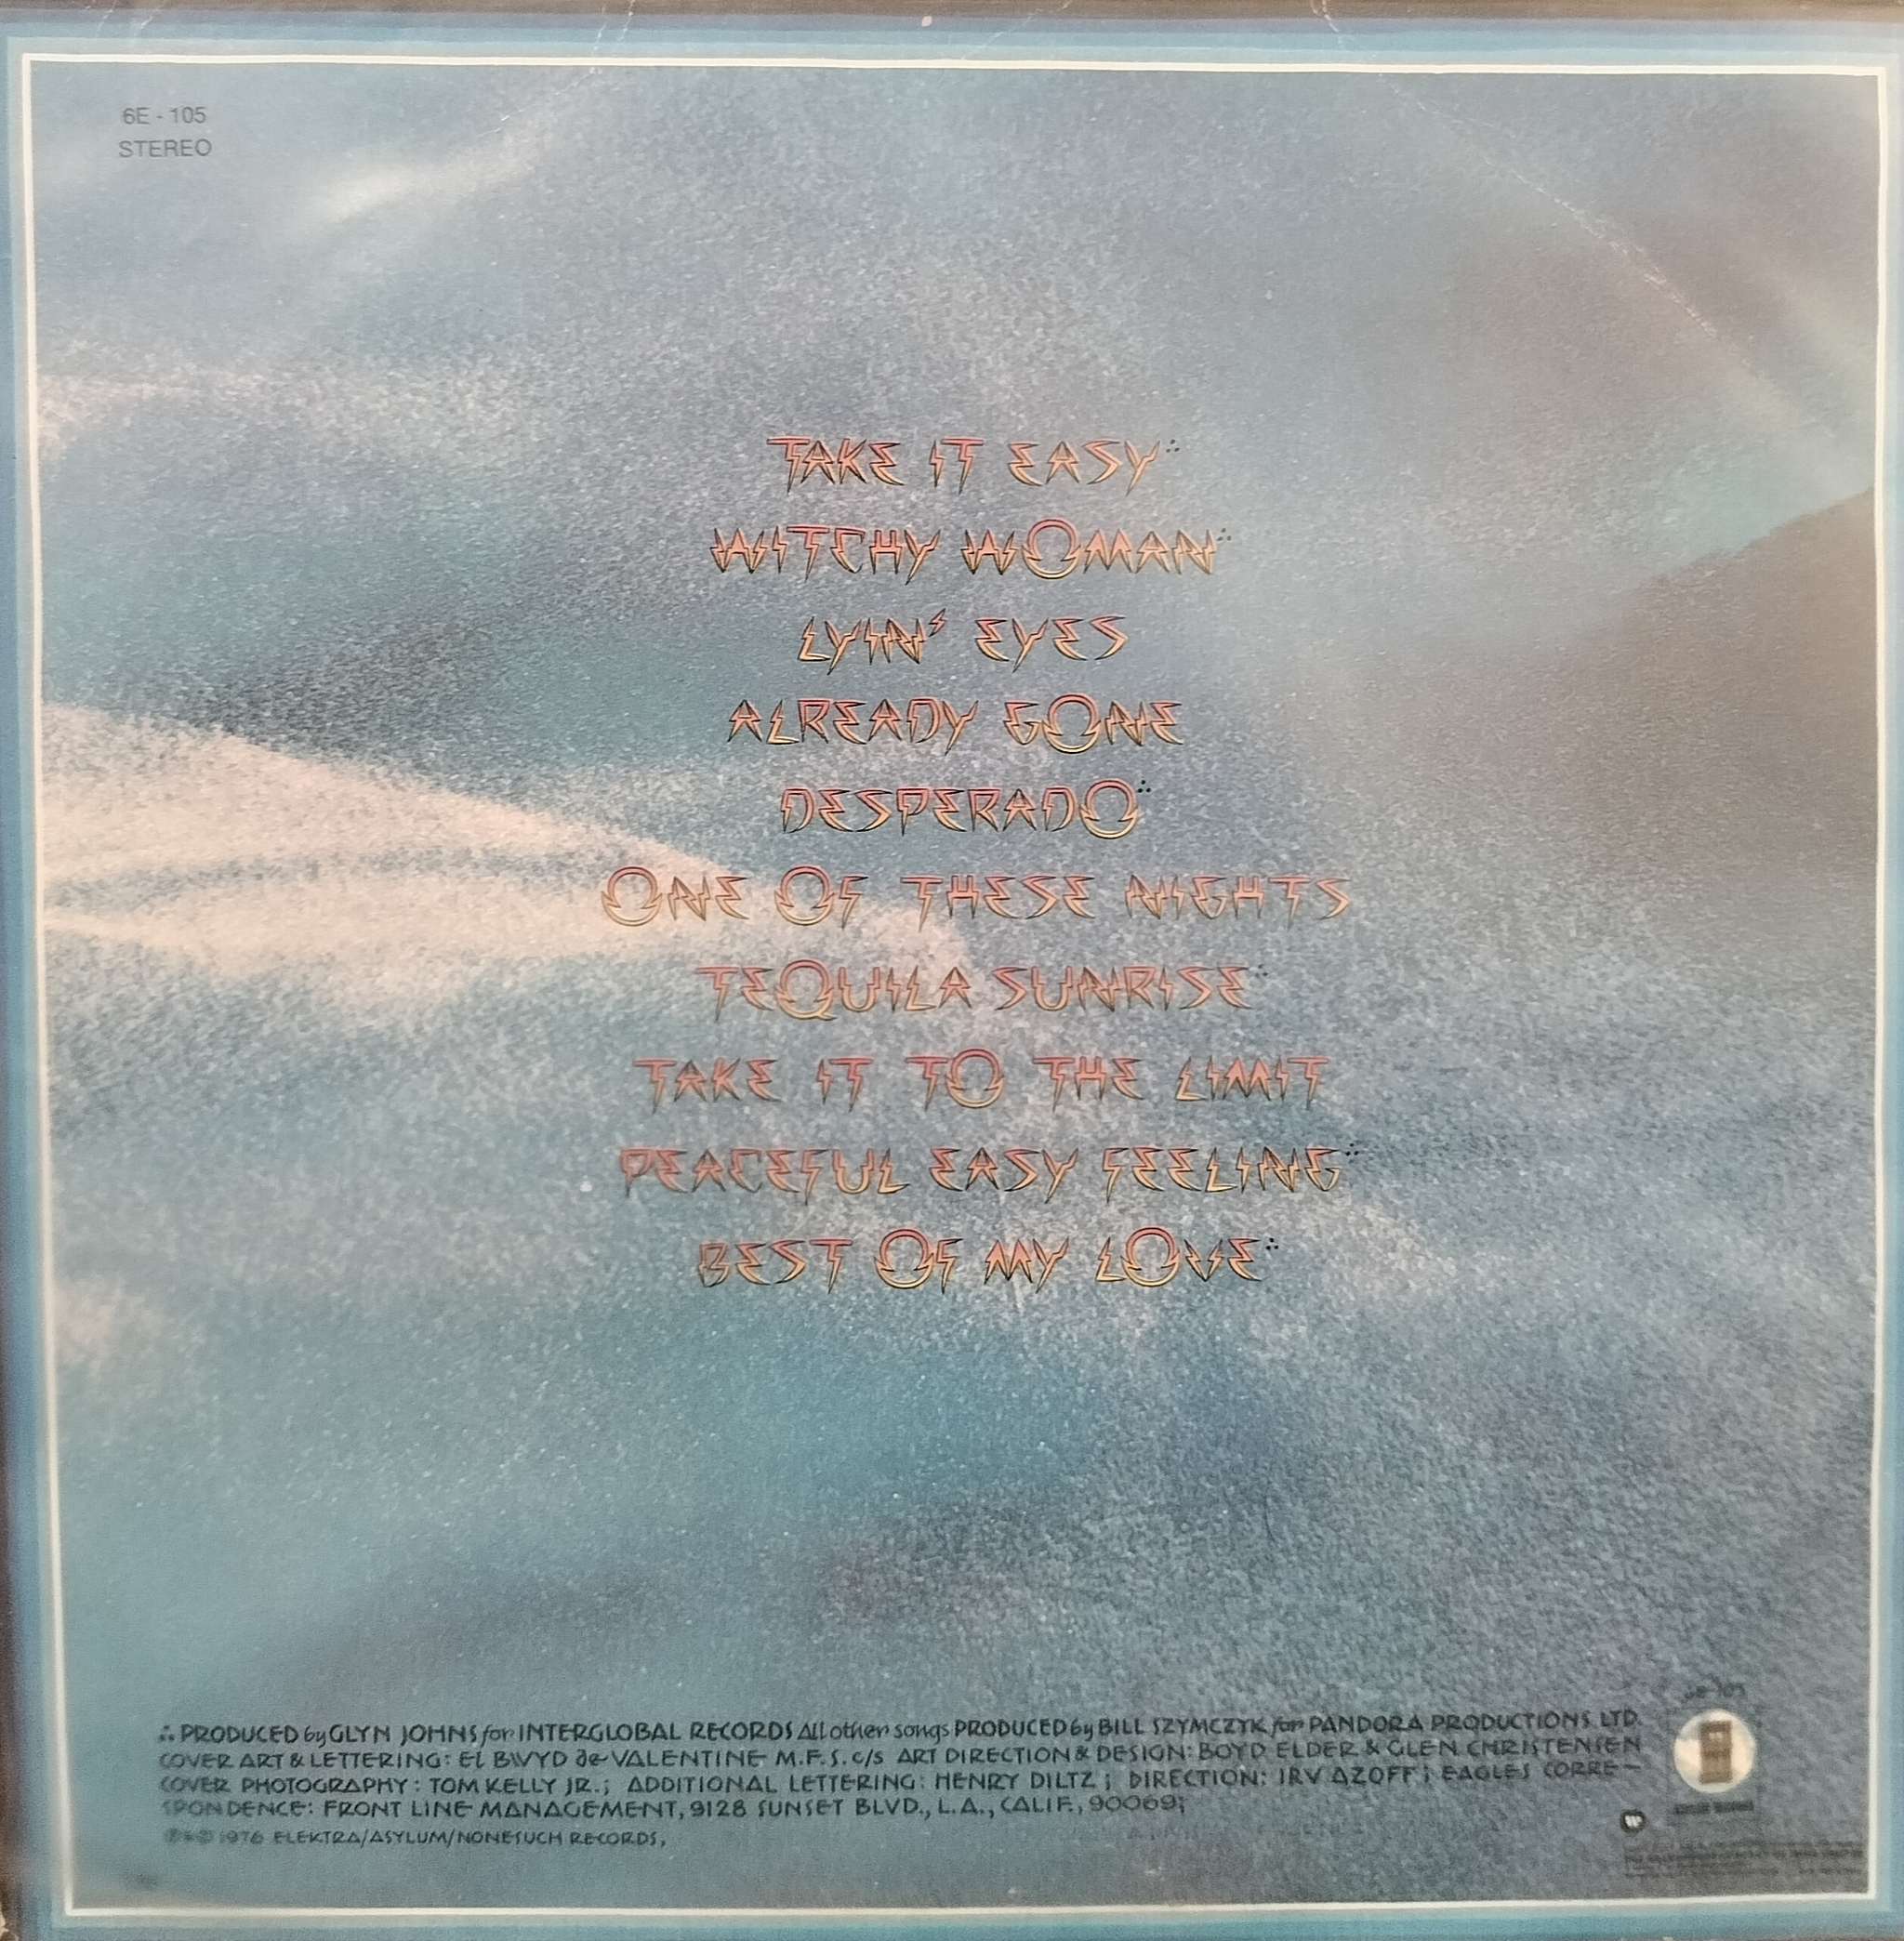 6E - 105
STEREO
TAKE IT EASY∴
WITCHY WOMAN∴
LYIN' EYES
ALREADY GONE
DESPERADO∴
ONE OF THESE NIGHTS
TEQUILA SUNRISE∴
TAKE IT TO THE LIMIT
PEACEFUL EASY FEELING∴
BEST OF MY LOVE∴
∴ PRODUCED by GLYN JOHNS for INTERGLOBAL RECORDS All other songs PRODUCED by BILL SZYMCZYK for PANDORA PRODUCTIONS LTD.
COVER ART & LETTERING: El BWYD de VALENTINE M.F.S. c/s ART DIRECTION & DESIGN: BOYD ELDER & GLEN CHRISTENSEN
COVER PHOTOGRAPHY: TOM KELLY JR.; ADDITIONAL LETTERING: HENRY DILTZ; DIRECTION: IRV AZOFF; EAGLES CORRE-
SPONDENCE: FRONT LINE MANAGEMENT, 9128 SUNSET BLVD., L.A., CALIF., 90069;
℗ & © 1976 ELEKTRA/ASYLUM/NONESUCH RECORDS,